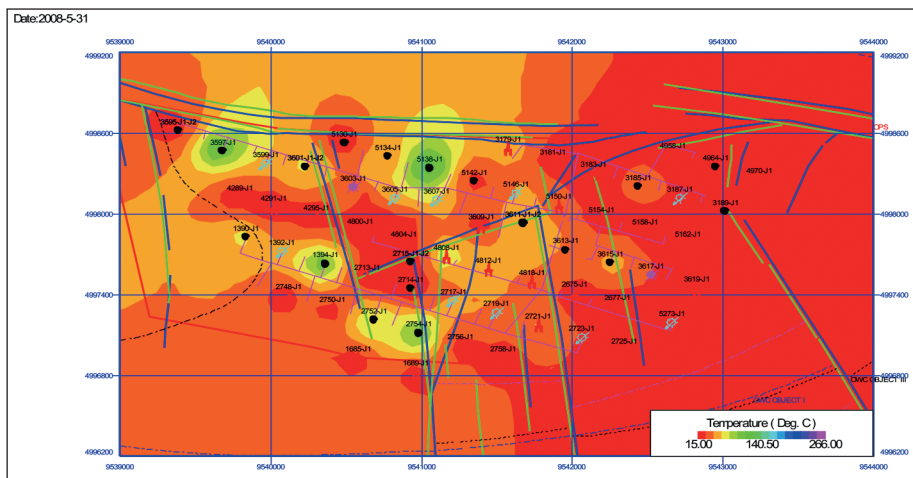 Date:2008-5-31
9539000 9540000 9541000 9542000 9543000 9544000
4999200 4999200
4998600 4998600
OPS
3595-J1-J2
3597-J1
3599-J1
3601-J1-J2
5130-J1
5134-J1
5138-J1
5142-J1
3179-J1
3181-J1
3183-J1
4958-J1
4964-J1
4970-J1
4289-J1
4291-J1
4295-J1
3603-J1
3605-J1
3607-J1
5146-J1
3150-J1
3185-J1
3187-J1
3189-J1
4998000 4998000
4800-J1
3609-J1
3611-J1-J2
5154-J1
5158-J1
5162-J1
1390-J1
1392-J1
1394-J1
4804-J1
2713-J1
2715-J1-J2
4808-J1
4812-J1
3613-J1
3615-J1
3617-J1
3619-J1
2714-J1
4818-J1
2675-J1
2677-J1
4997400 4997400
2748-J1
2750-J1
2752-J1
2754-J1
2717-J1
2719-J1
2721-J1
2723-J1
2725-J1
5273-J1
1685-J1
1689-J1
2756-J1
2758-J1
4996800 4996800
OWC OBJECT III
OWC OBJECT I
Temperature ( Deg. C )
15.00 140.50 266.00
4996200 4996200
9539000 9540000 9541000 9542000 9543000 9544000